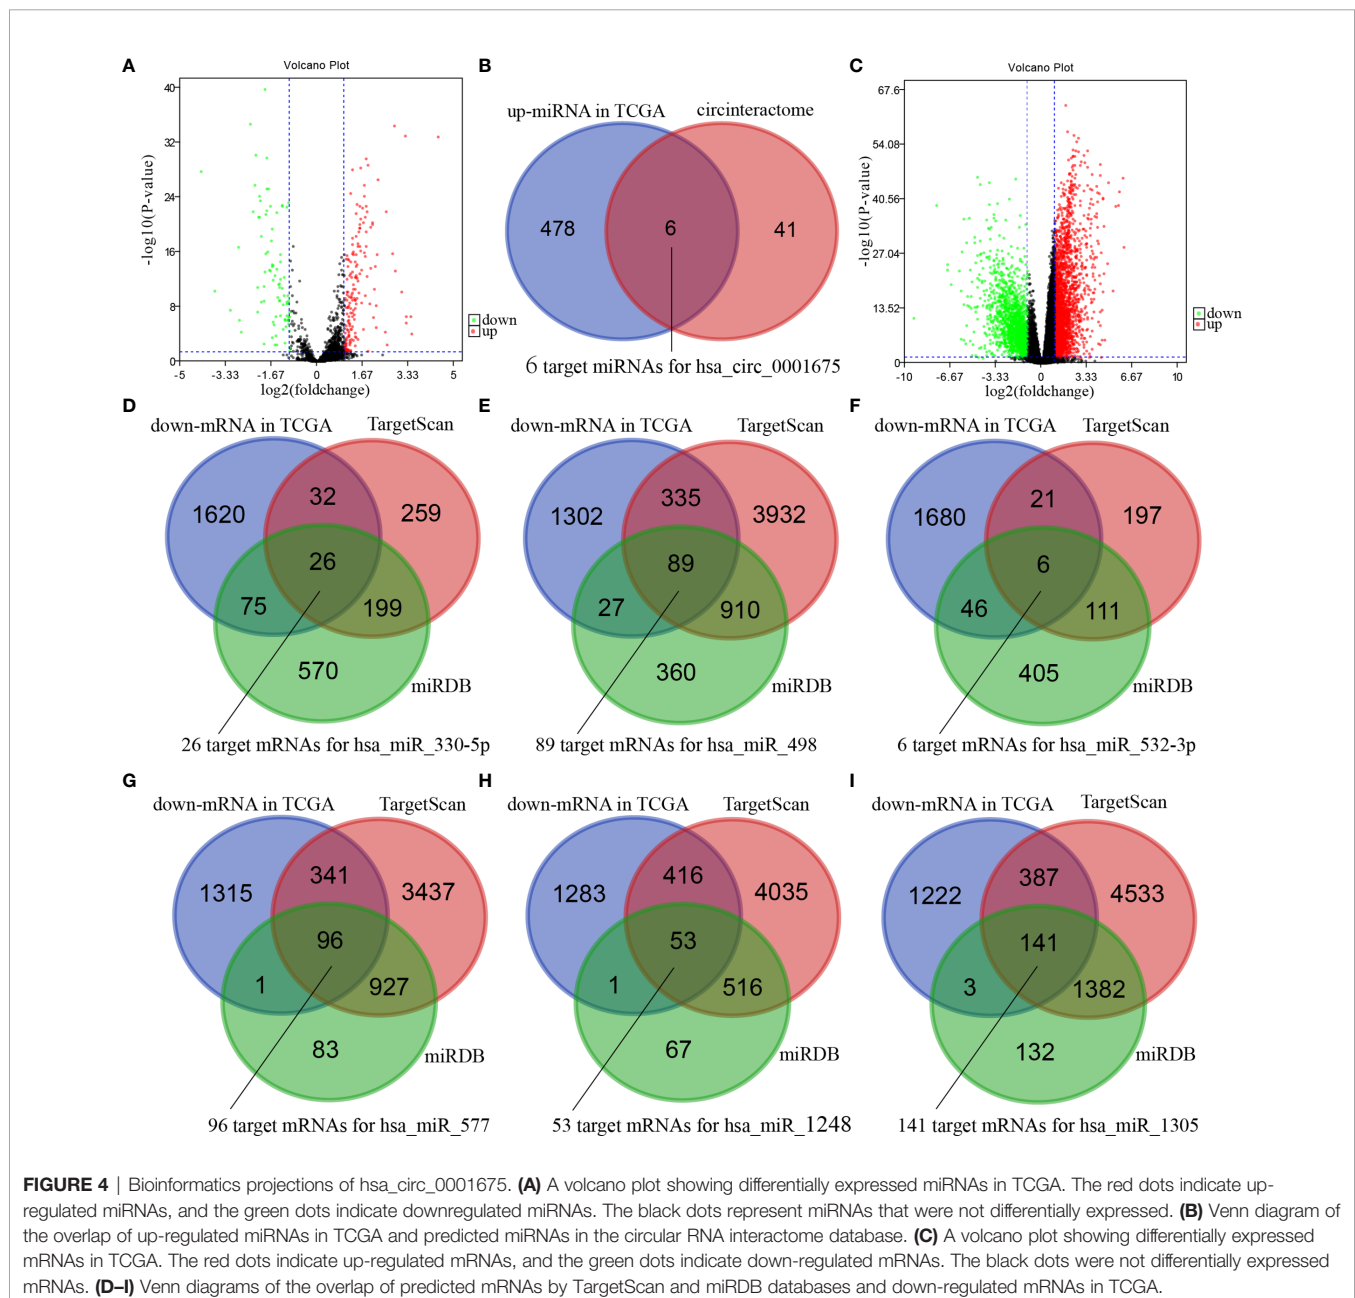 A
Volcano Plot
-log10(P-value)
40
32
24
16
8
0
-5 -3.33 -1.67 0 1.67 3.33 5
log2(foldchange)
down
up
B
up-miRNA in TCGA circinteractome
478 6 41
6 target miRNAs for hsa_circ_0001675
C
Volcano Plot
-log10(P-value)
67.6
54.08
40.56
27.04
13.52
0
-10 -6.67 -3.33 0 3.33 6.67 10
log2(foldchange)
down
up
D
down-mRNA in TCGA TargetScan
1620 32 259
26
75 199
570
miRDB
26 target mRNAs for hsa_miR_330-5p
E
down-mRNA in TCGA TargetScan
1302 335 3932
89
27 910
360
miRDB
89 target mRNAs for hsa_miR_498
F
down-mRNA in TCGA TargetScan
1680 21 197
6
46 111
405
miRDB
6 target mRNAs for hsa_miR_532-3p
G
down-mRNA in TCGA TargetScan
1315 341 3437
96
1 927
83
miRDB
96 target mRNAs for hsa_miR_577
H
down-mRNA in TCGA TargetScan
1283 416 4035
53
1 516
67
miRDB
53 target mRNAs for hsa_miR_1248
I
down-mRNA in TCGA TargetScan
1222 387 4533
141
3 1382
132
miRDB
141 target mRNAs for hsa_miR_1305
FIGURE 4 | Bioinformatics projections of hsa_circ_0001675. (A) A volcano plot showing differentially expressed miRNAs in TCGA. The red dots indicate up-
regulated miRNAs, and the green dots indicate downregulated miRNAs. The black dots represent miRNAs that were not differentially expressed. (B) Venn diagram of
the overlap of up-regulated miRNAs in TCGA and predicted miRNAs in the circular RNA interactome database. (C) A volcano plot showing differentially expressed
mRNAs in TCGA. The red dots indicate up-regulated mRNAs, and the green dots indicate down-regulated mRNAs. The black dots were not differentially expressed
mRNAs. (D–I) Venn diagrams of the overlap of predicted mRNAs by TargetScan and miRDB databases and down-regulated mRNAs in TCGA.